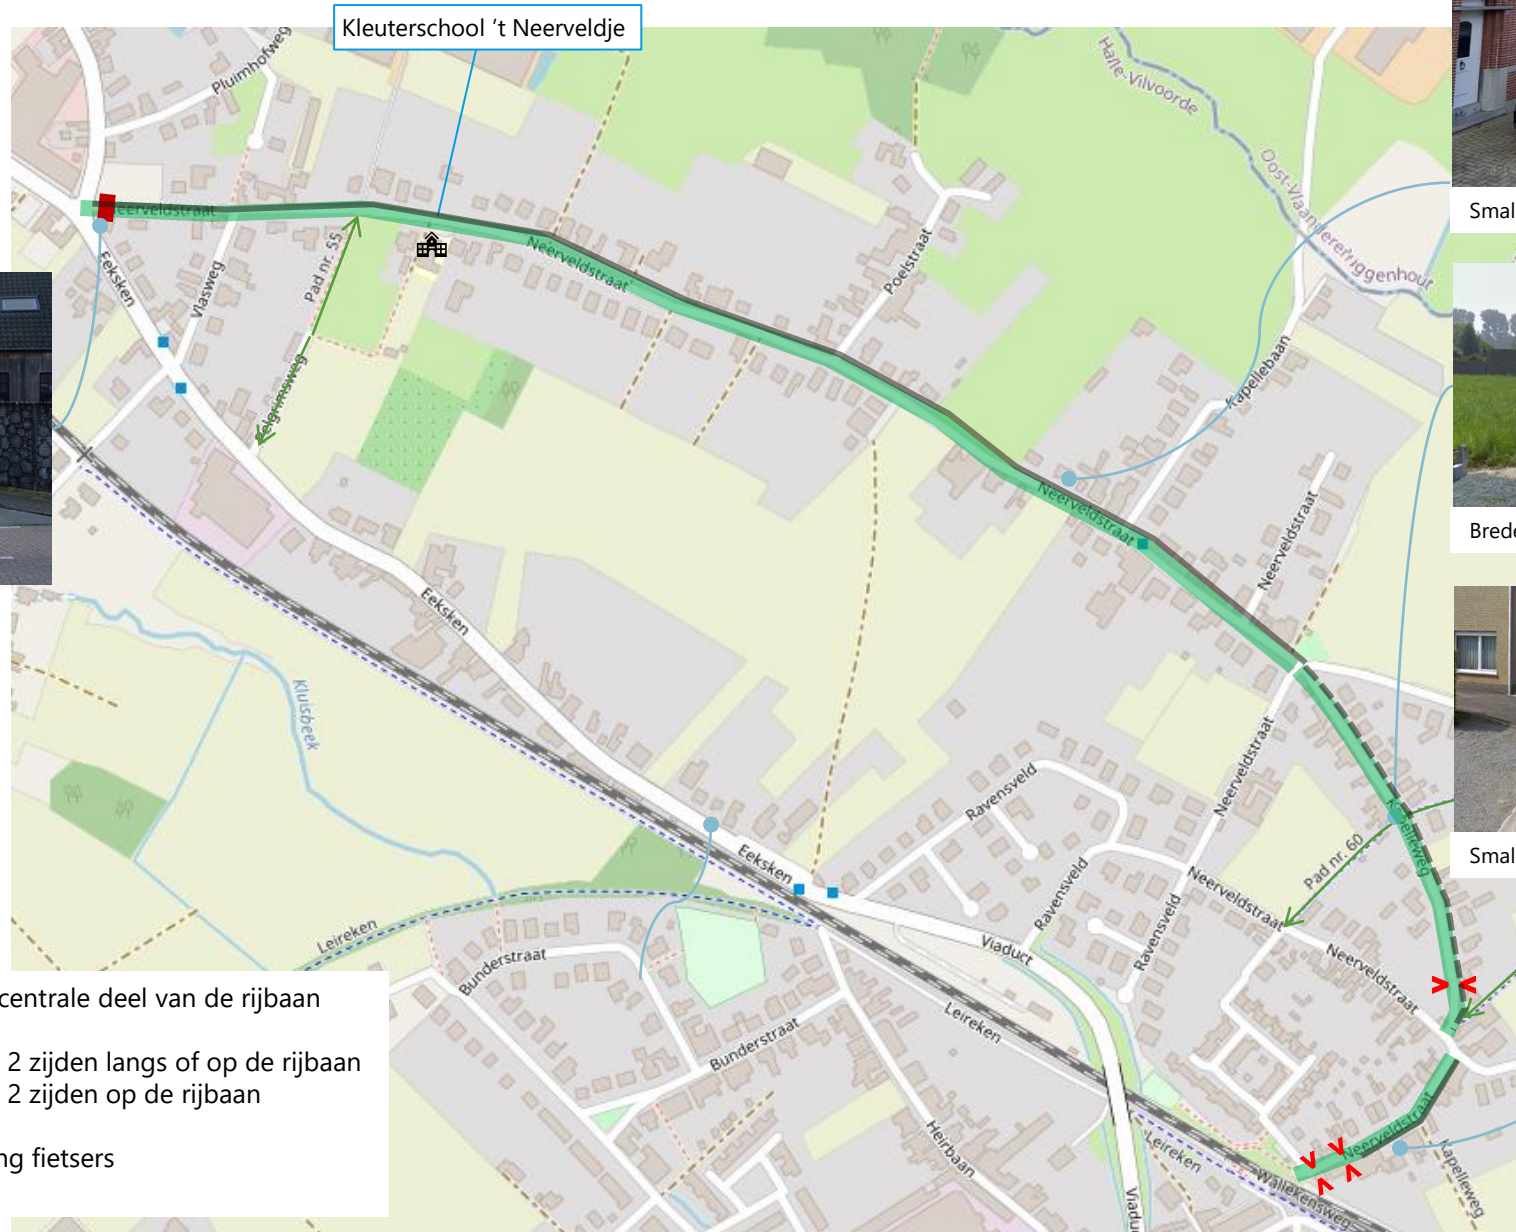 Kleuterschool ‘t Neerveldje
Pluimhofweg
Halle-Vilvoorde
Oost-Vlaanderen
Briggenhout
Neerveldstraat
Smal
Eeksken
Vlasweg
Pad nr. 55
Pelgrimsweg
Neerveldstraat
Poelstraat
Kapellebaan
Neerveldstraat
Neerveldstraat
Brede
Eeksken
Kluisbeek
Neerveldstraat
Ravensveld
Kapelleweg
Smal
Eeksken
Pad nr. 60
Ravensveld
Neerveldstraat
Ravensveld
Neerveldstraat
Leireken
Viaduct
Bunderstraat
Leireken
Bunderstraat
centrale deel van de rijbaan
2 zijden langs of op de rijbaan
2 zijden op de rijbaan
ng fietsers
Heirbaan
Leireken
Neerveldstraat
Wallekensweg
Kapelleweg
Viadu